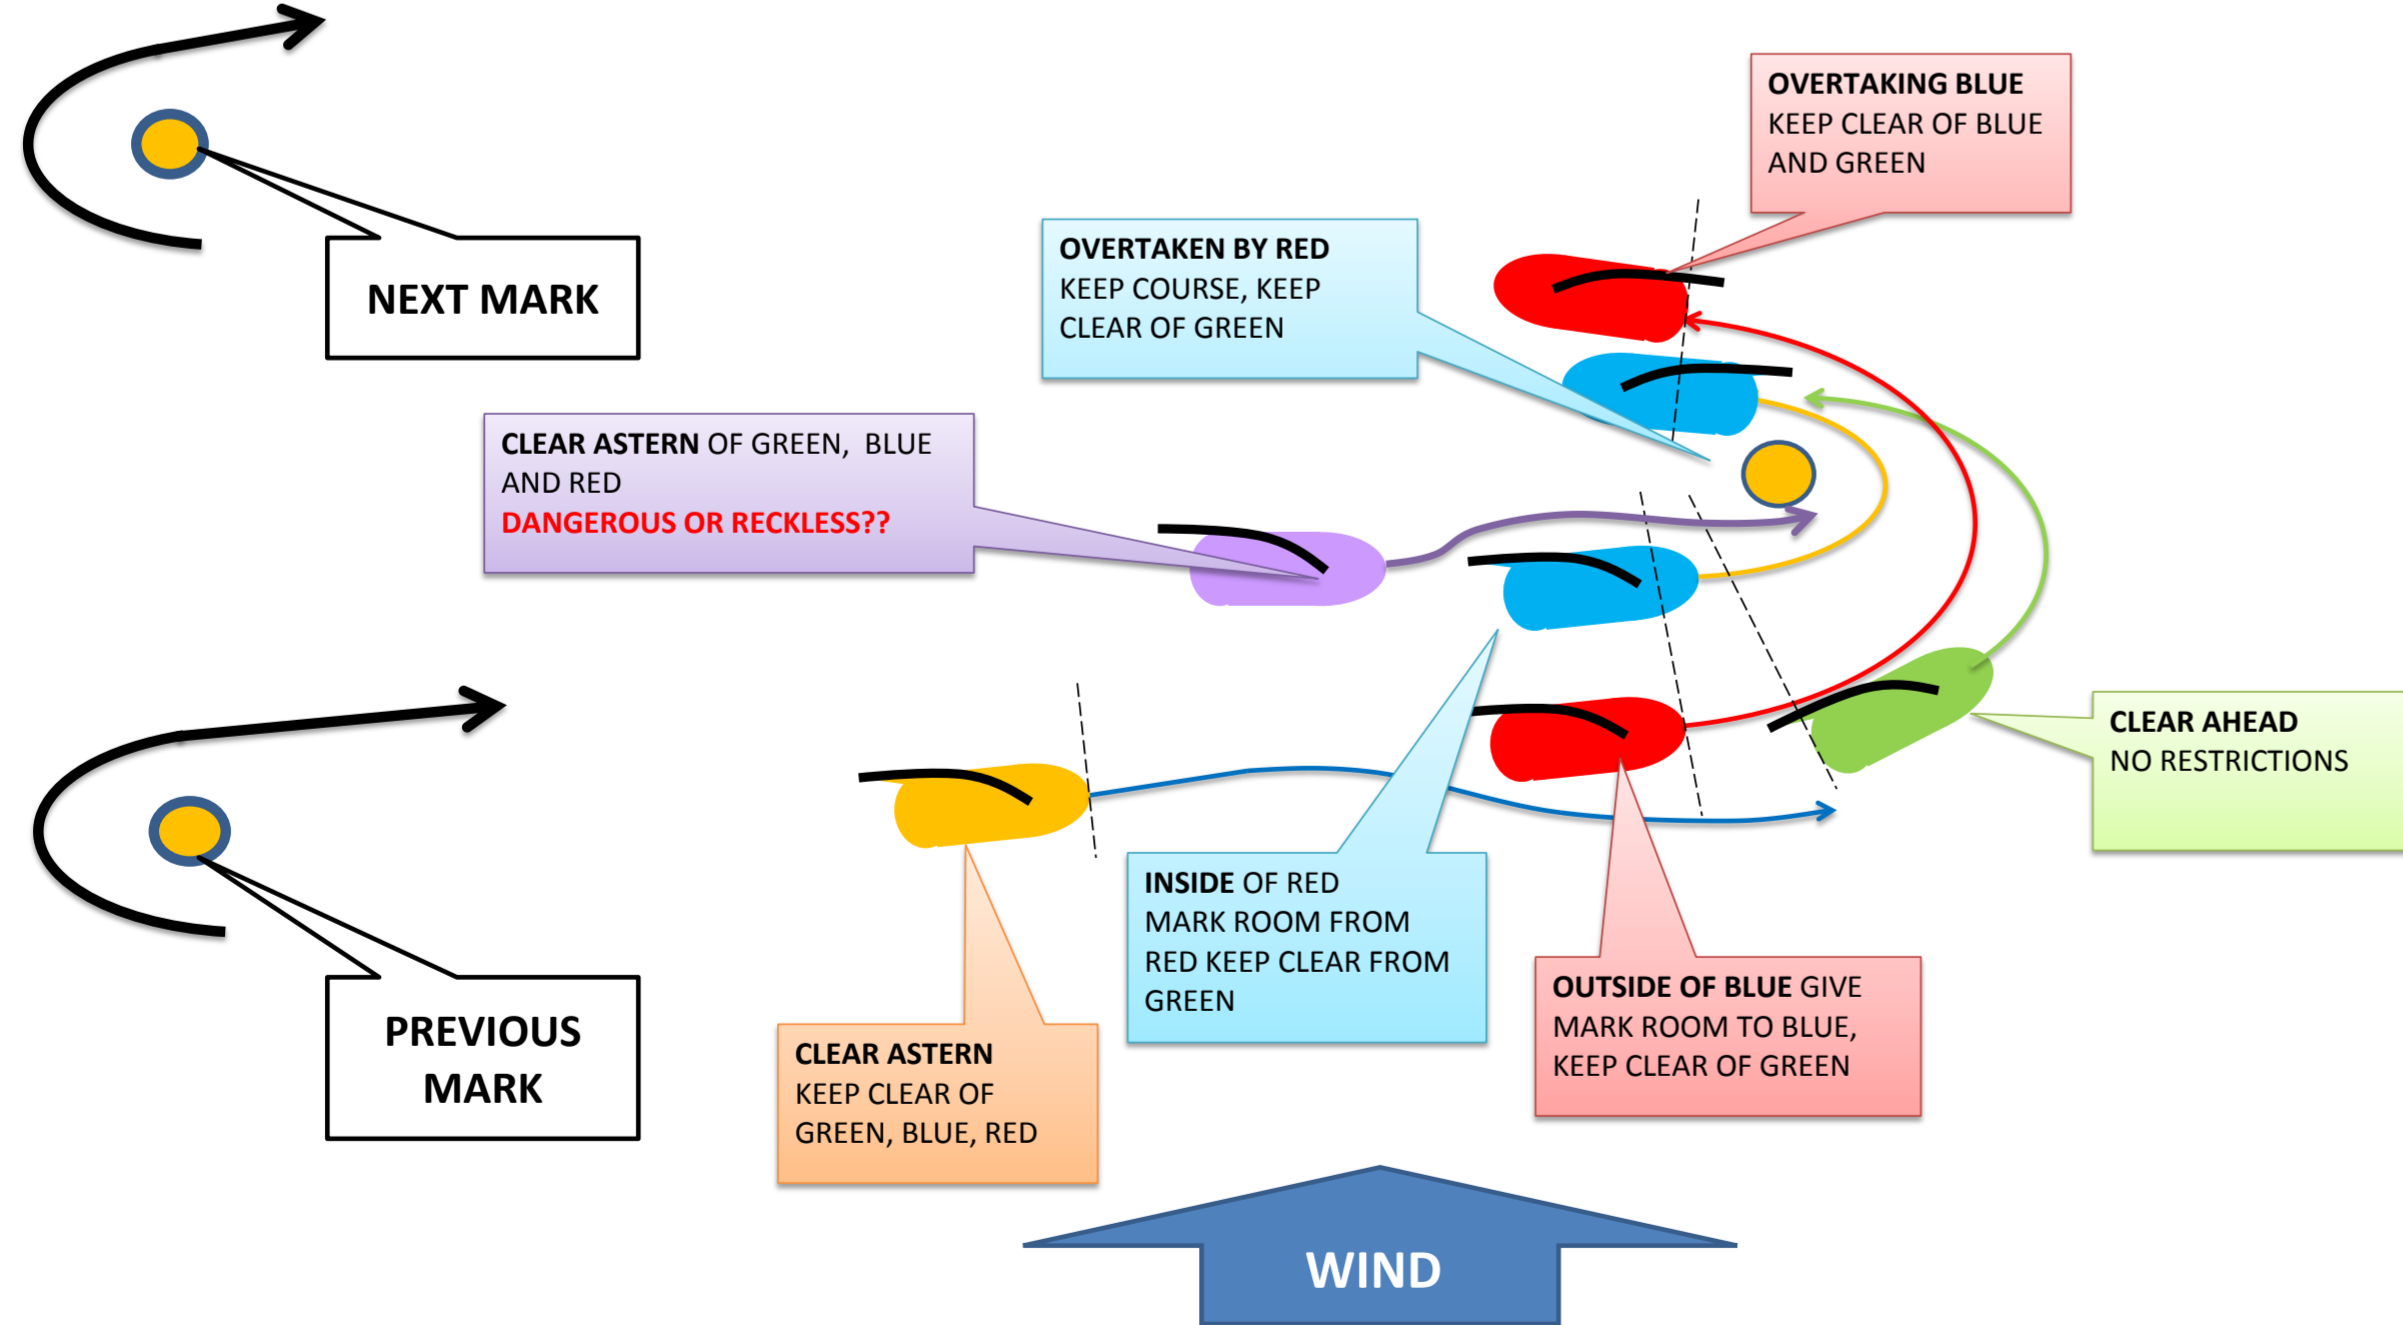 OVERTAKING BLUE
KEEP CLEAR OF BLUE
AND GREEN
OVERTAKEN BY RED
KEEP COURSE, KEEP
CLEAR OF GREEN
NEXT MARK
CLEAR ASTERN OF GREEN, BLUE
AND RED
DANGEROUS OR RECKLESS??
CLEAR AHEAD
NO RESTRICTIONS
INSIDE OF RED
MARK ROOM FROM
RED KEEP CLEAR FROM
GREEN
OUTSIDE OF BLUE GIVE
MARK ROOM TO BLUE,
KEEP CLEAR OF GREEN
PREVIOUS
MARK
CLEAR ASTERN
KEEP CLEAR OF
GREEN, BLUE, RED
WIND